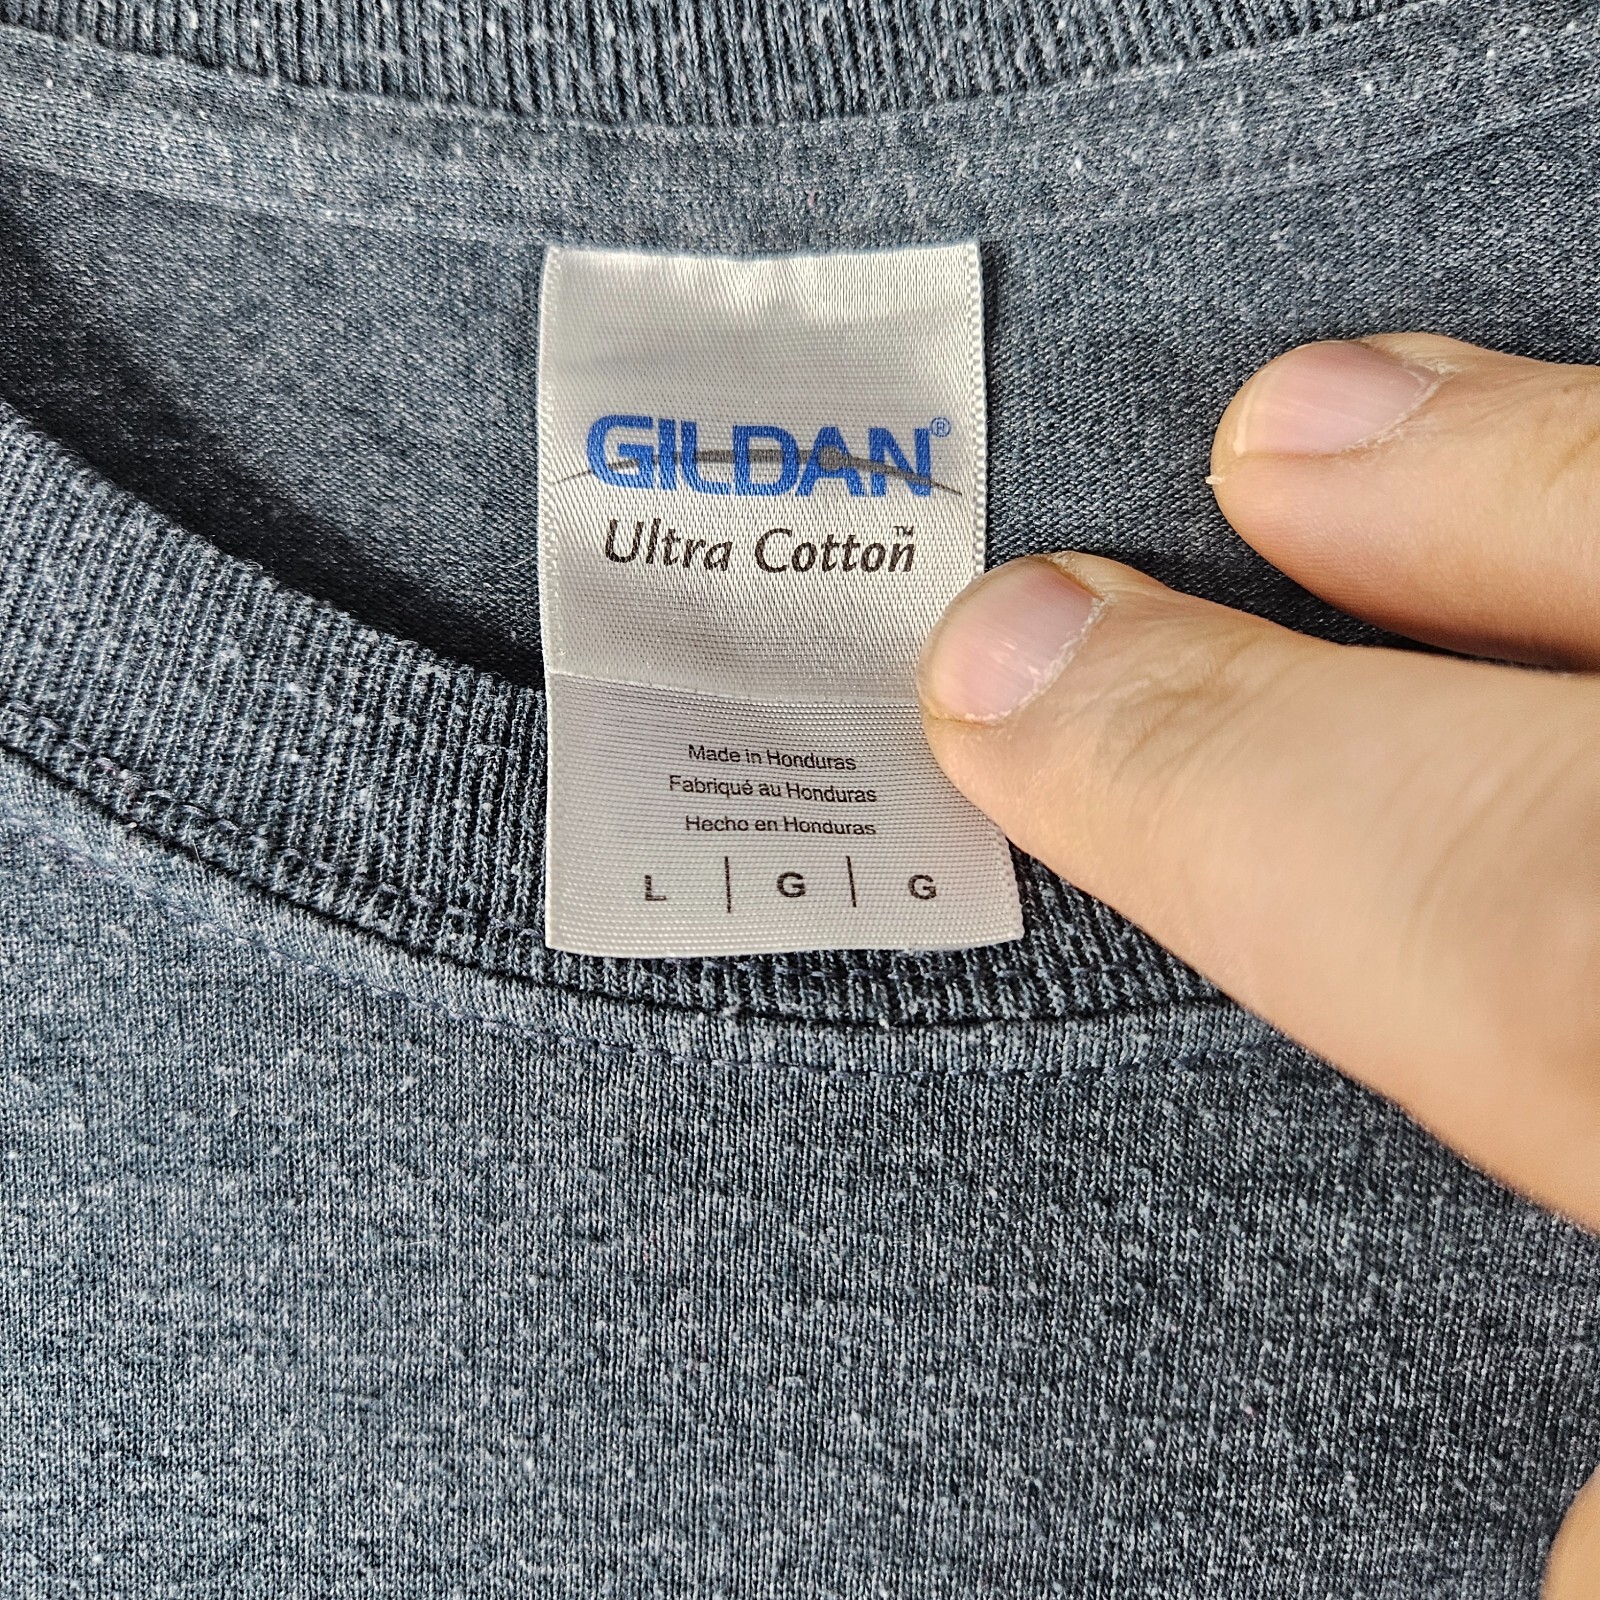 GILDAN®
Ultra Cotton™
Made in Honduras
Fabriqué au Honduras
Hecho en Honduras
L | G | G